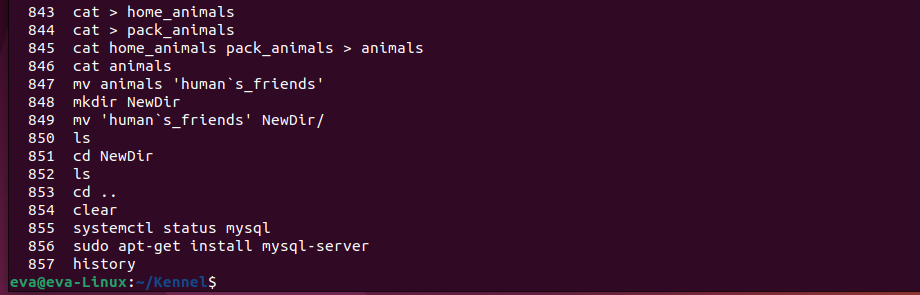 843 cat > home_animals
844 cat > pack_animals
845 cat home_animals pack_animals > animals
846 cat animals
847 mv animals 'human`s_friends'
848 mkdir NewDir
849 mv 'human`s_friends' NewDir/
850 ls
851 cd NewDir
852 ls
853 cd ..
854 clear
855 systemctl status mysql
856 sudo apt-get install mysql-server
857 history
eva@eva-Linux:~/Kennel$